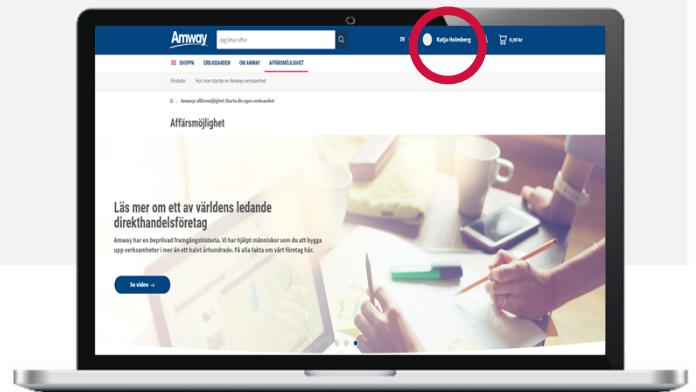 Amway
Jag letar efter
SV
Katja Holmberg
0,00 kr
SHOPPA ERBJUDANDEN OM AMWAY AFFÄRSMÖJLIGHET
Fördelar Hur man startar en Amway-verksamhet
Amways affärsmöjlighet: Starta din egen verksamhet
Affärsmöjlighet
Läs mer om ett av världens ledande
direkthandelsföretag
Amway har en beprövad framgångshistoria. Vi har hjälpt människor som du att bygga
upp verksamheter i mer än ett halvt århundrade. Få alla fakta om vårt företag här.
Se video →